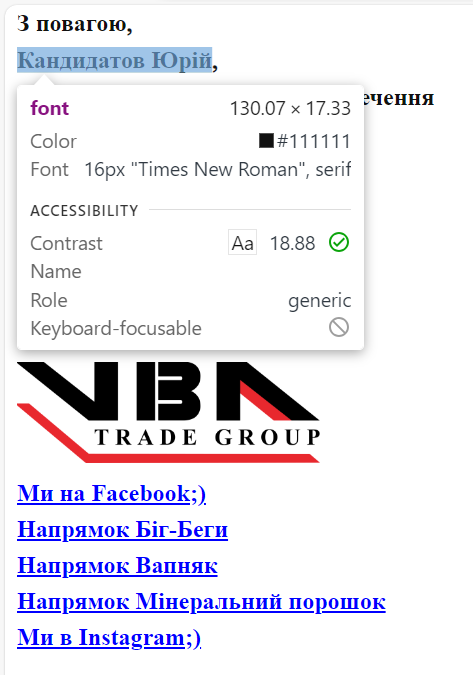 З повагою,
Кандидатов Юрій,
ечення
font 130.07 × 17.33
Color #111111
Font 16px "Times New Roman", serif
ACCESSIBILITY
Contrast Aa 18.88
Name
Role generic
Keyboard-focusable
VBA
TRADE GROUP
Ми на Facebook;)
Напрямок Біг-Беги
Напрямок Вапняк
Напрямок Мінеральний порошок
Ми в Instagram;)